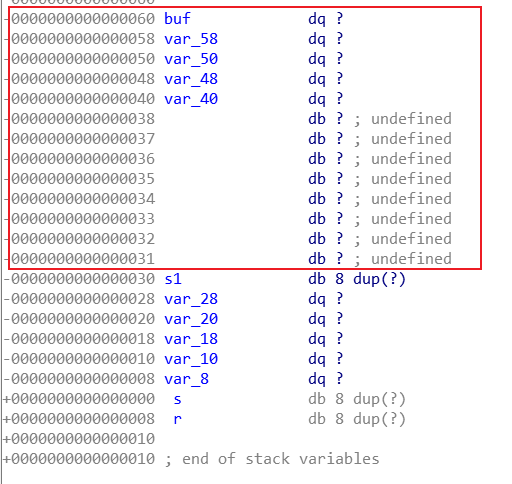 -0000000000000060 buf dq ?
-0000000000000058 var_58 dq ?
-0000000000000050 var_50 dq ?
-0000000000000048 var_48 dq ?
-0000000000000040 var_40 dq ?
-0000000000000038 db ? ; undefined
-0000000000000037 db ? ; undefined
-0000000000000036 db ? ; undefined
-0000000000000035 db ? ; undefined
-0000000000000034 db ? ; undefined
-0000000000000033 db ? ; undefined
-0000000000000032 db ? ; undefined
-0000000000000031 db ? ; undefined
-0000000000000030 s1 db 8 dup(?)
-0000000000000028 var_28 dq ?
-0000000000000020 var_20 dq ?
-0000000000000018 var_18 dq ?
-0000000000000010 var_10 dq ?
-0000000000000008 var_8 dq ?
+0000000000000000 s db 8 dup(?)
+0000000000000008 r db 8 dup(?)
+0000000000000010
+0000000000000010 ; end of stack variables